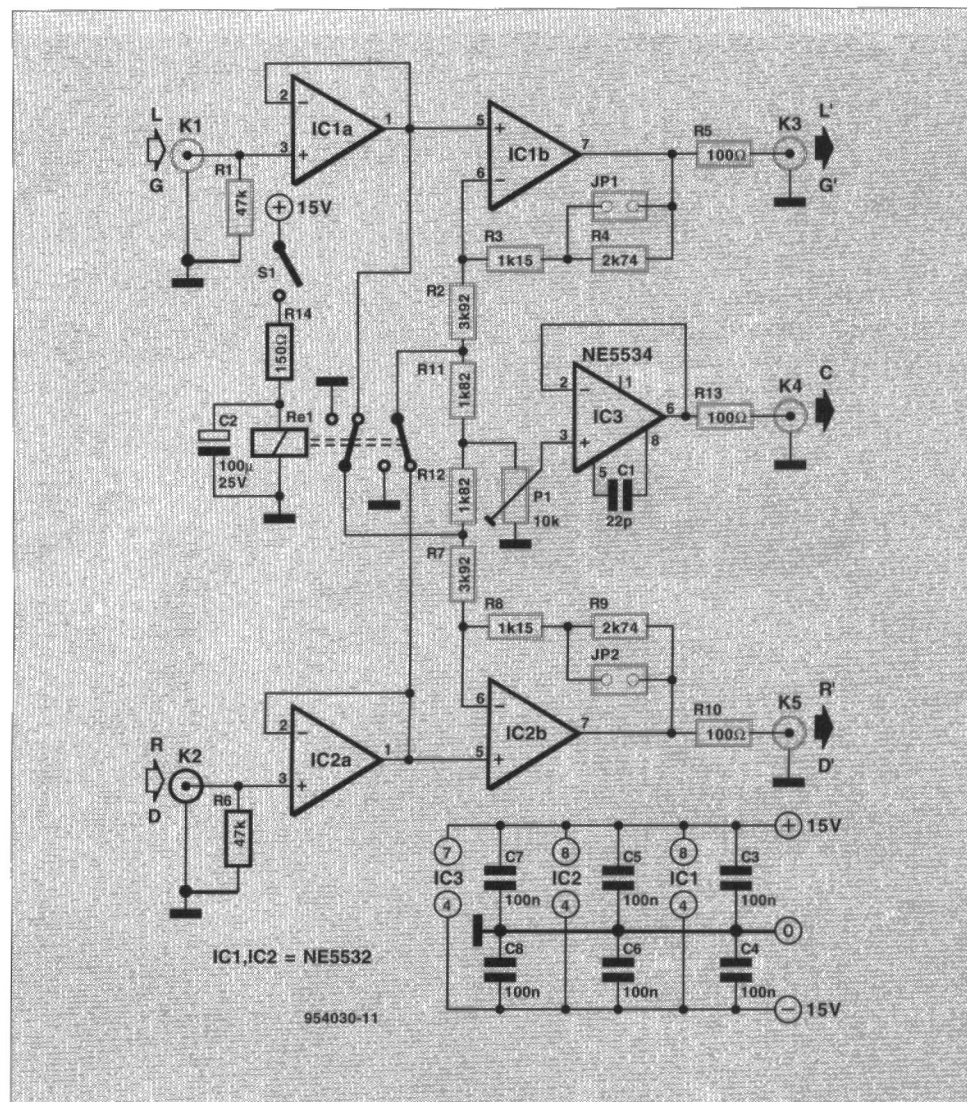 L
K1
G
R1
47k
2
−
3
+
IC1a
1
+
15V
S1
R14
150Ω
C2
100µ
25V
Re1
5
+
6
−
IC1b
7
JP1
R3
1k15
R4
2k74
R5
100Ω
K3
L'
G'
R2
3k92
R11
1k82
R12
1k82
R7
3k92
NE5534
2
−
1
3
+
IC3
6
8
5
C1
22p
P1
10k
R13
100Ω
K4
C
R8
1k15
R9
2k74
JP2
6
−
5
+
IC2b
7
R10
100Ω
K5
R'
D'
R
K2
D
R6
47k
2
−
3
+
IC2a
1
+
15V
7
IC3
4
C7
100n
8
IC2
4
C5
100n
8
IC1
4
C3
100n
0
C8
100n
C6
100n
C4
100n
−
15V
IC1,IC2 = NE5532
954030-11